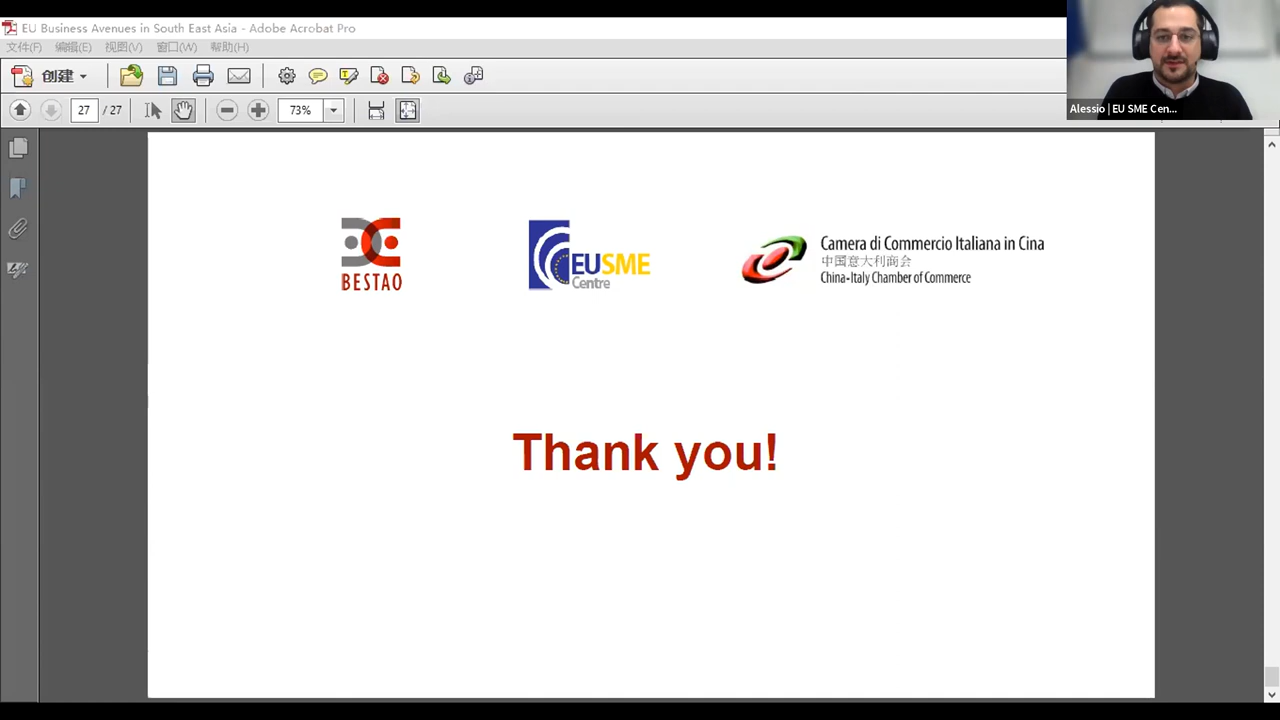 EU Business Avenues in South East Asia - Adobe Acrobat Pro
文件(F) 编辑(E) 视图(V) 窗口(W) 帮助(H)
创建
27 / 27 73%
Alessio | EU SME Cen...
BESTAO
EUSME
Centre
Camera di Commercio Italiana in Cina
中国意大利商会
China-Italy Chamber of Commerce
Thank you!